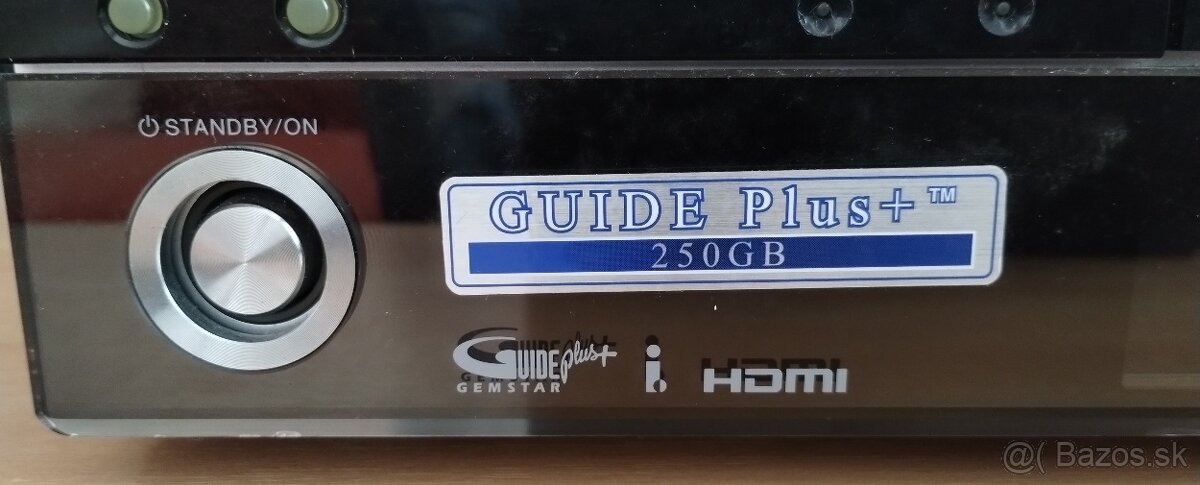 STANDBY/ON
GUIDE Plus+™
250GB
GUIDE plus+
GEMSTAR
i
HDMI
@( Bazos.sk